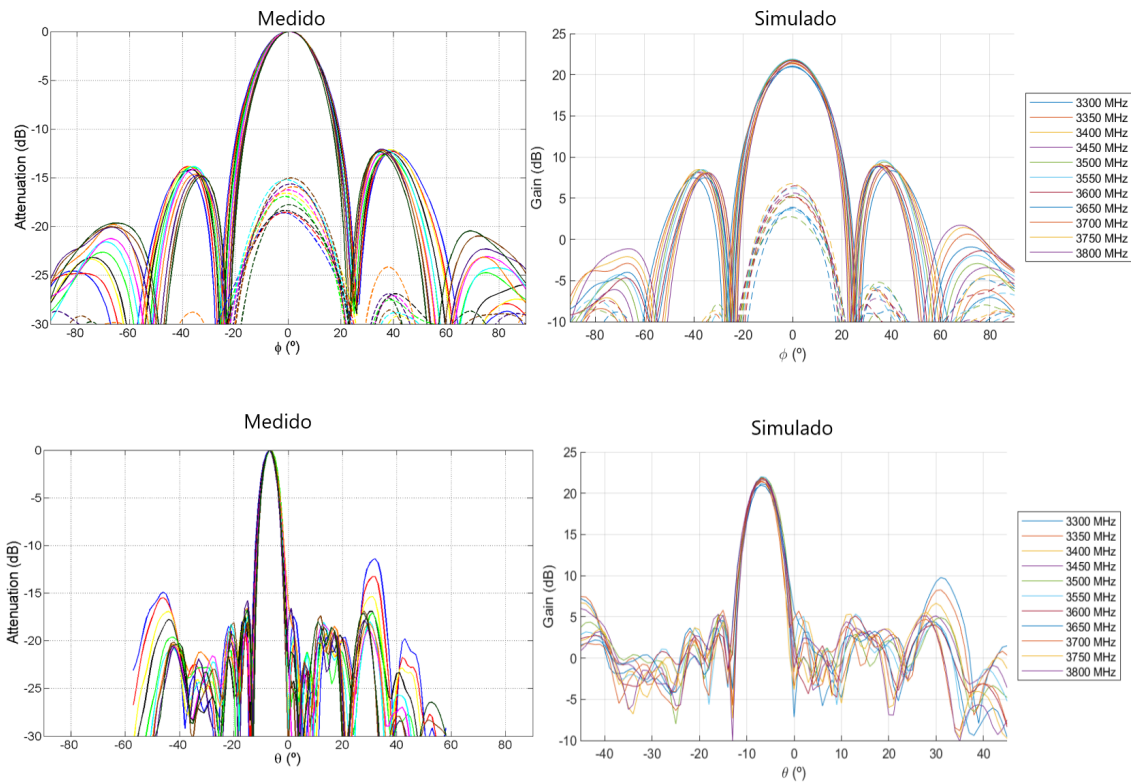 Medido
0
-5
-10
-15
-20
-25
-30
Attenuation (dB)
-80
-60
-40
-20
0
20
40
60
80
ϕ (º)
Simulado
25
20
15
10
5
0
-5
-10
Gain (dB)
-80
-60
-40
-20
0
20
40
60
80
ϕ (º)
3300 MHz
3350 MHz
3400 MHz
3450 MHz
3500 MHz
3550 MHz
3600 MHz
3650 MHz
3700 MHz
3750 MHz
3800 MHz
Medido
0
-5
-10
-15
-20
-25
-30
Attenuation (dB)
-80
-60
-40
-20
0
20
40
60
80
θ (º)
Simulado
25
20
15
10
5
0
-5
-10
Gain (dB)
-40
-30
-20
-10
0
10
20
30
40
θ (º)
3300 MHz
3350 MHz
3400 MHz
3450 MHz
3500 MHz
3550 MHz
3600 MHz
3650 MHz
3700 MHz
3750 MHz
3800 MHz